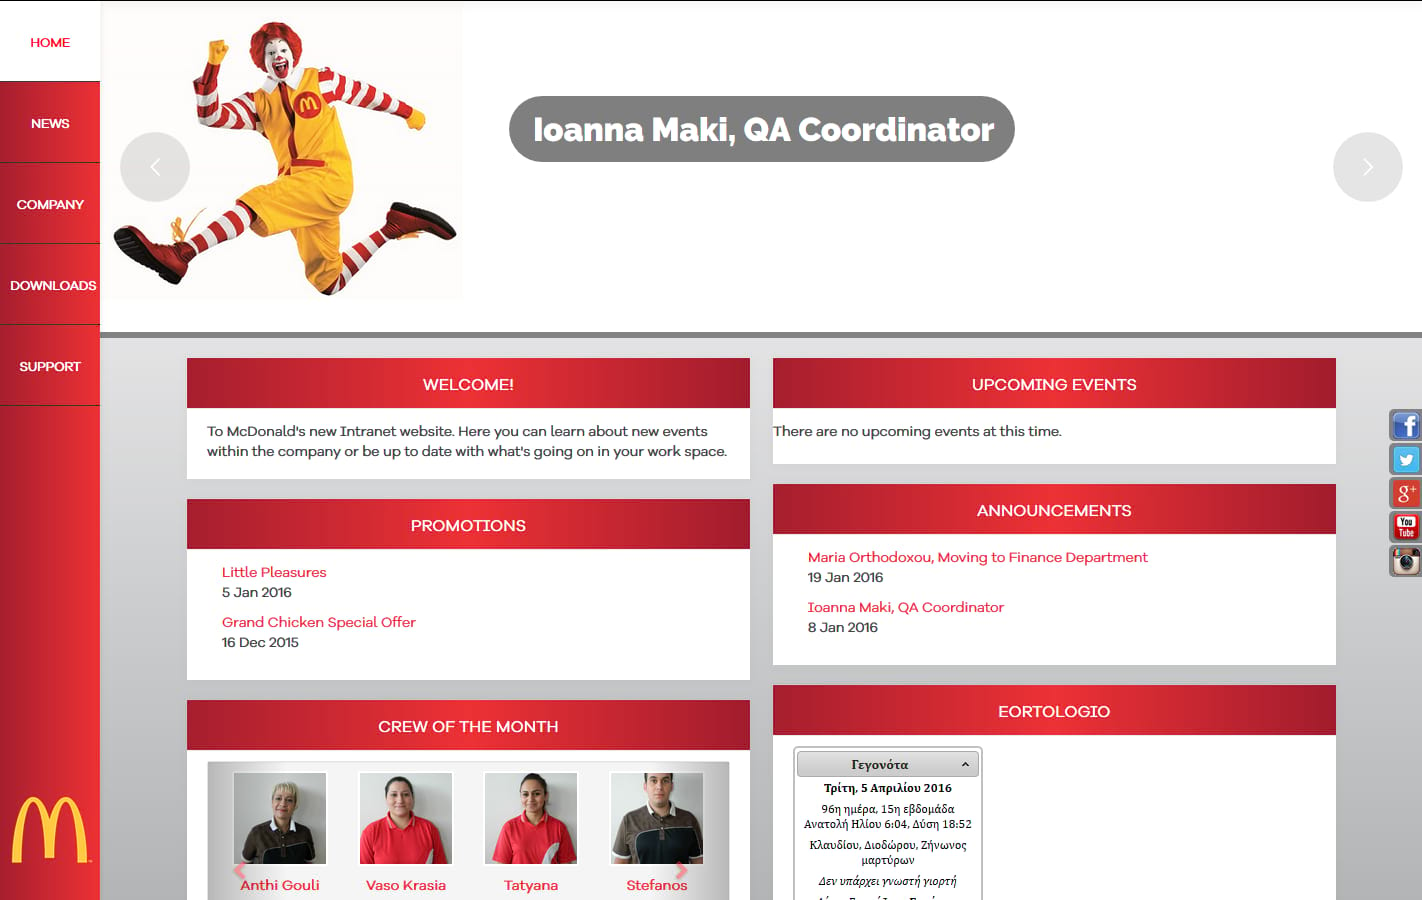 HOME
NEWS
COMPANY
DOWNLOADS
SUPPORT
Ioanna Maki, QA Coordinator
WELCOME!
To McDonald's new Intranet website. Here you can learn about new events
within the company or be up to date with what's going on in your work space.
PROMOTIONS
Little Pleasures
5 Jan 2016
Grand Chicken Special Offer
16 Dec 2015
CREW OF THE MONTH
Anthi Gouli
Vaso Krasia
Tatyana
Stefanos
UPCOMING EVENTS
There are no upcoming events at this time.
ANNOUNCEMENTS
Maria Orthodoxou, Moving to Finance Department
19 Jan 2016
Ioanna Maki, QA Coordinator
8 Jan 2016
EORTOLOGIO
Γεγονότα
Τρίτη, 5 Απριλίου 2016
96η ημέρα, 15η εβδομάδα
Ανατολή Ηλίου 6:04, Δύση 18:52
Κλαυδίου, Διοδώρου, Ζήνωνος
μαρτύρων
Δεν υπάρχει γνωστή γιορτή
f
g+
You
Tube